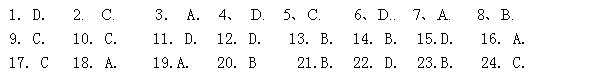 1. D. 2. C. 3. A. 4、 D. 5、C. 6、D.. 7、A. 8、B.
9. C. 10. C. 11. D. 12. D. 13. B. 14. B. 15.D. 16. A.
17. C 18. A. 19.A. 20. B 21.B. 22. D. 23.B. 24. C.